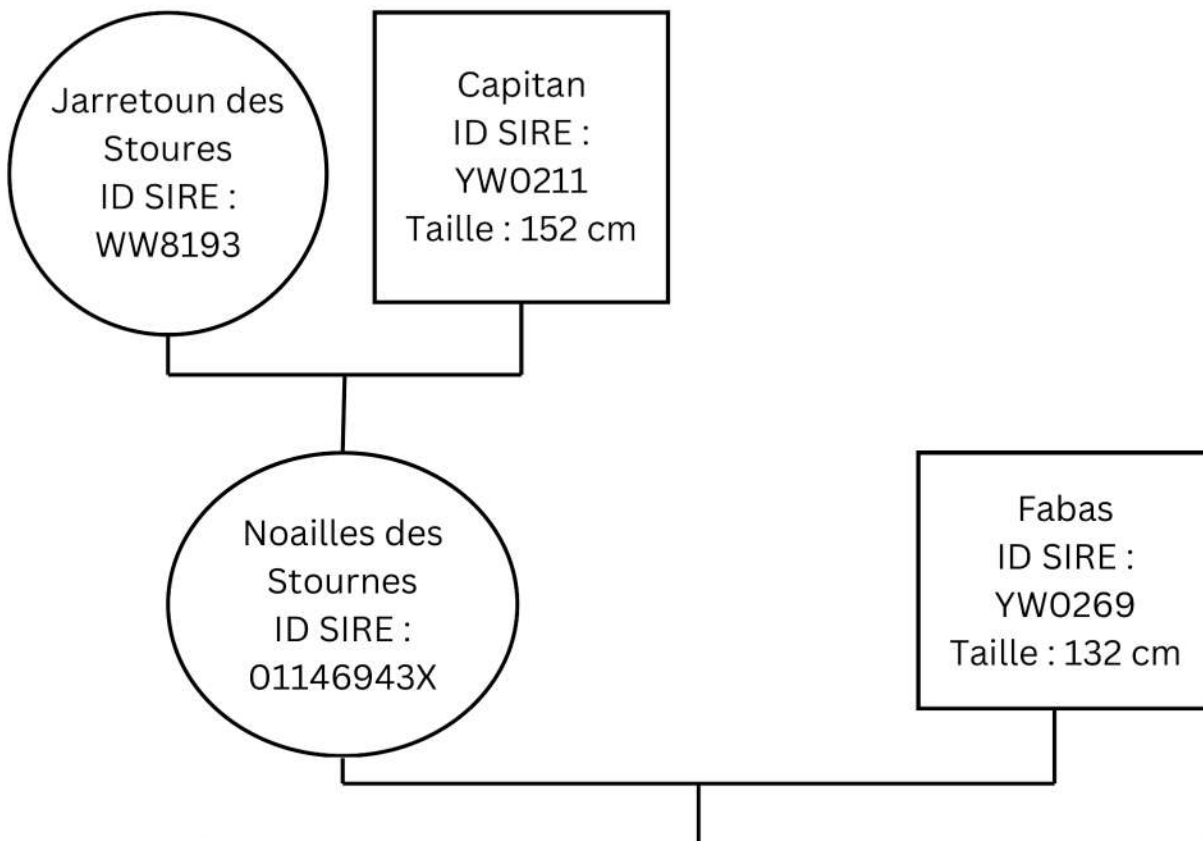 Jarretoun des
Stoures
ID SIRE :
WW8193
Capitan
ID SIRE :
YW0211
Taille : 152 cm
Noailles des
Stournes
ID SIRE :
01146943X
Fabas
ID SIRE :
YW0269
Taille : 132 cm